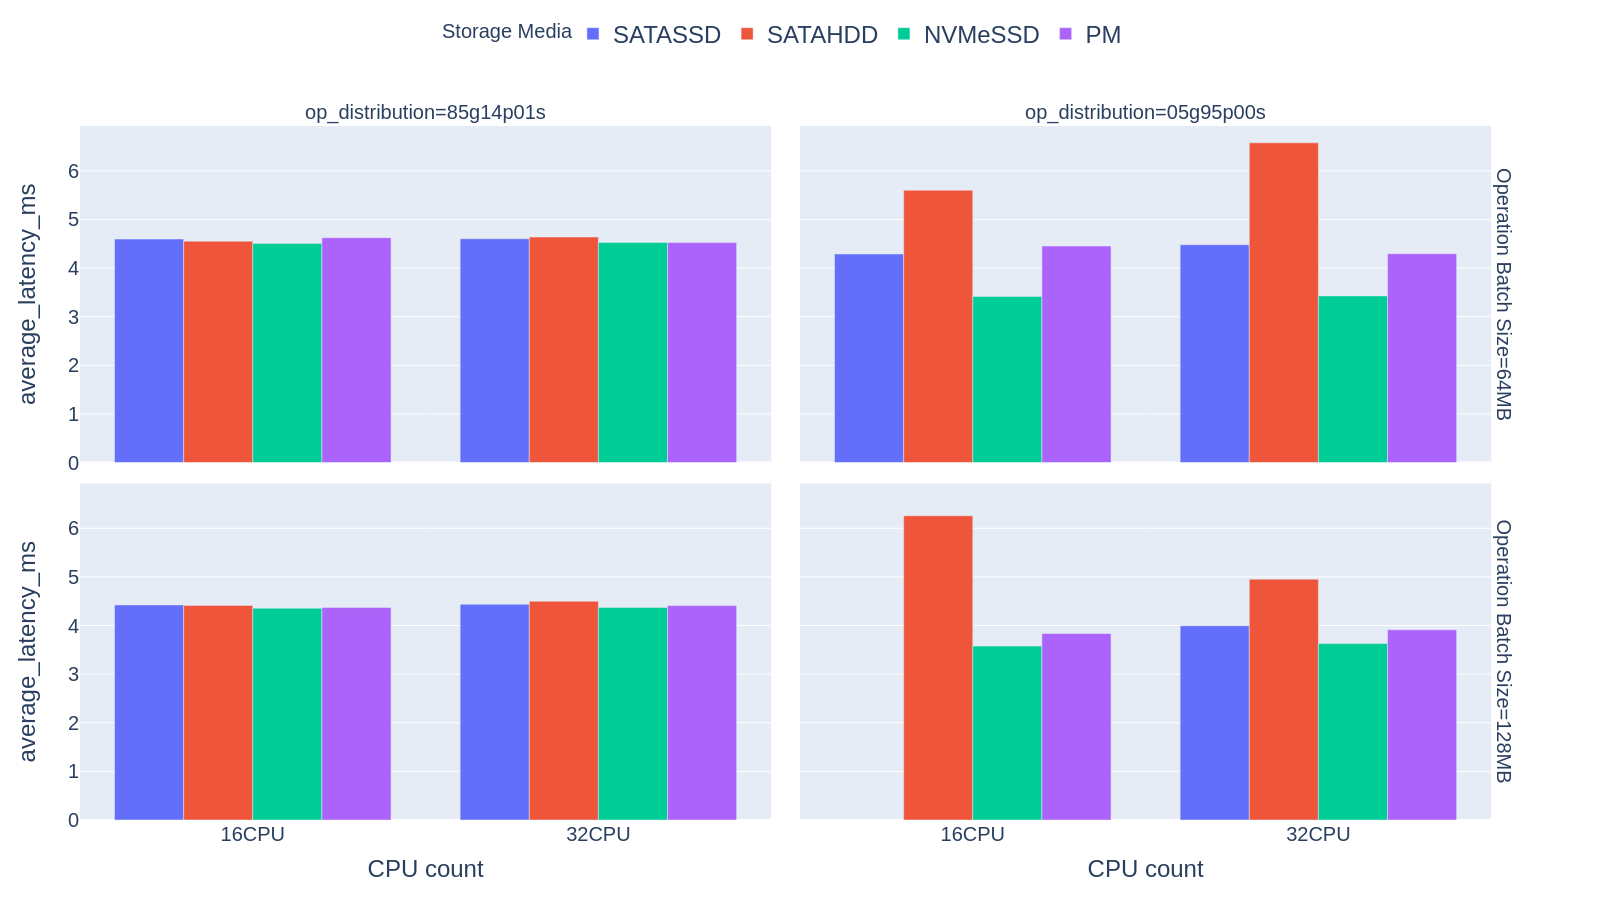 Storage Media SATASSD SATAHDD NVMeSSD PM
op_distribution=85g14p01s
op_distribution=05g95p00s
average_latency_ms
6
5
4
3
2
1
0
Operation Batch Size=64MB
average_latency_ms
6
5
4
3
2
1
0
Operation Batch Size=128MB
16CPU 32CPU
16CPU 32CPU
CPU count
CPU count